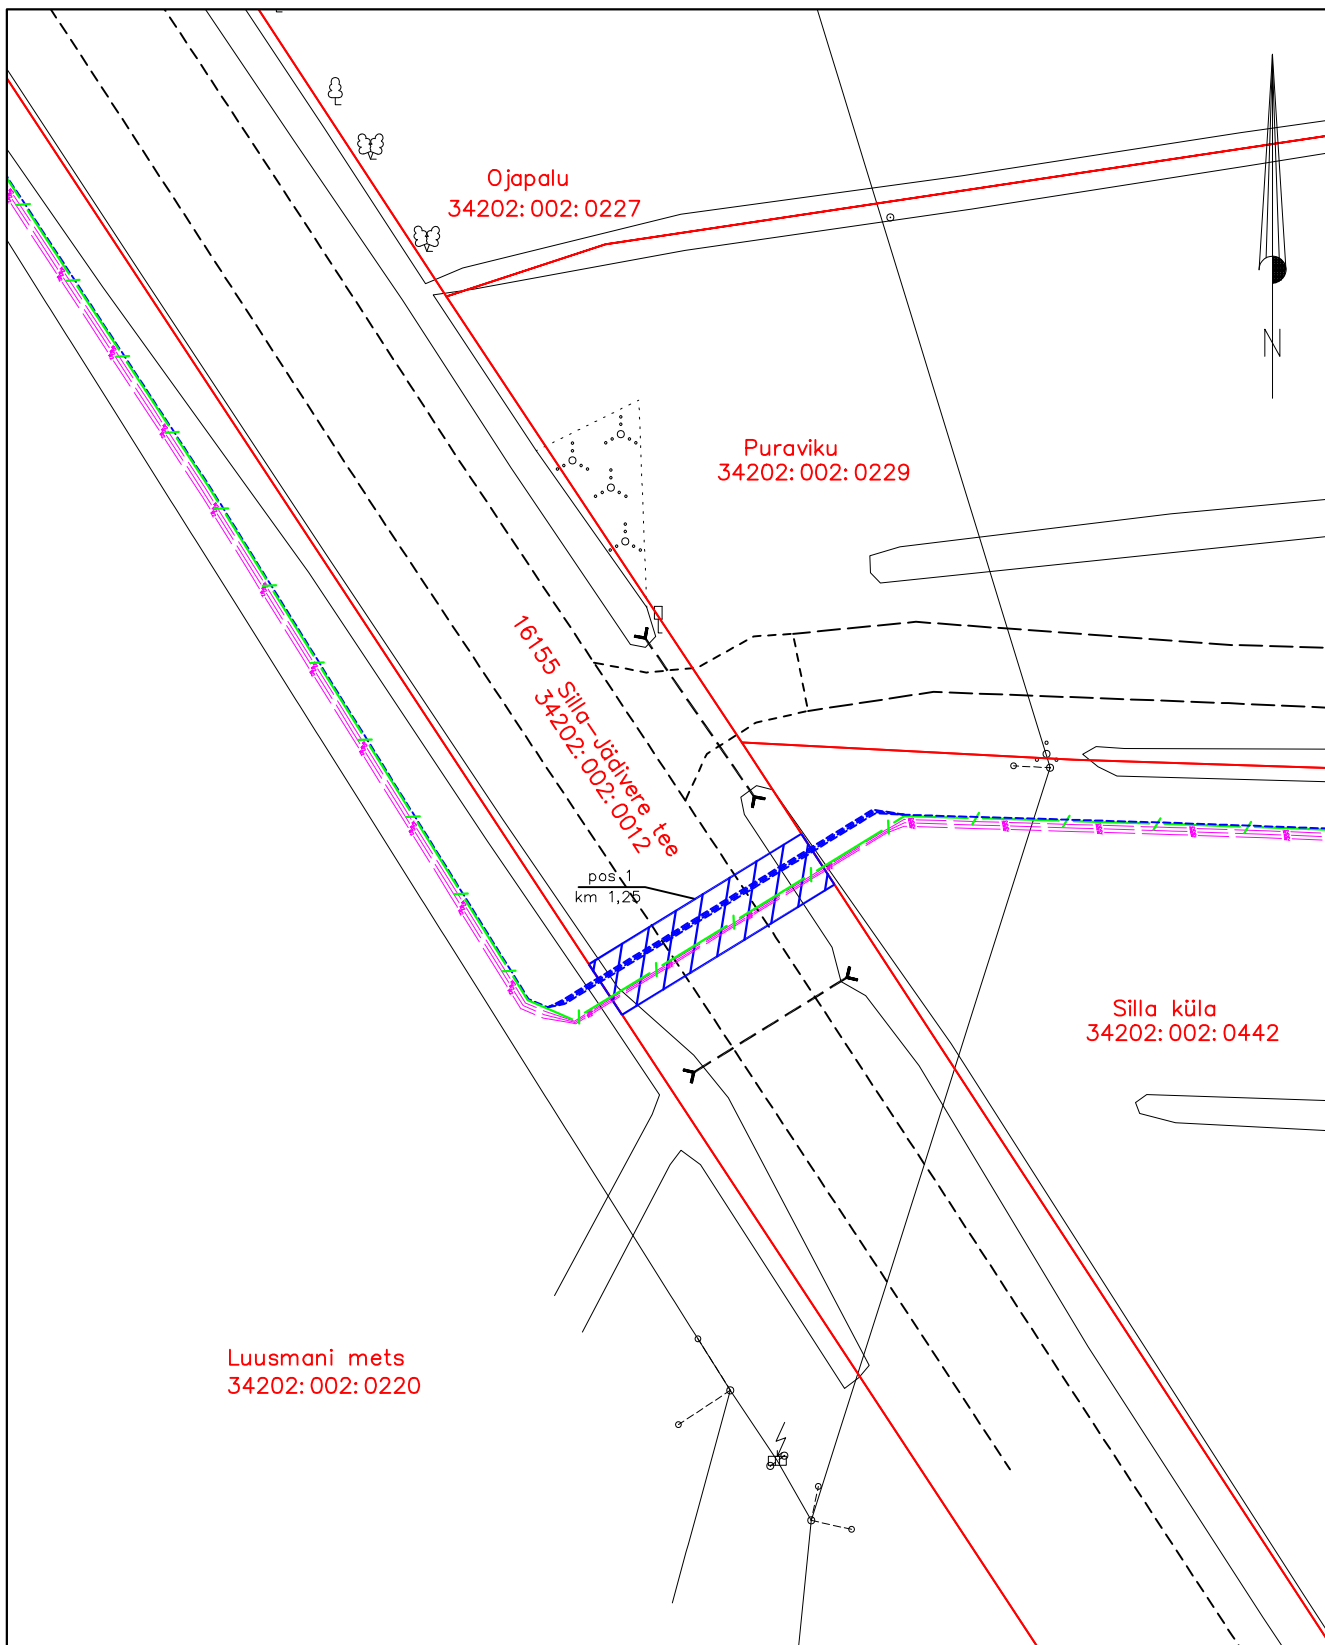 Ojapalu
34202:002:0227
N
Puraviku
34202:002:0229
16155 Silla-Jädivere tee
34202:002:0012
pos 1
km 1,25
Silla küla
34202:002:0442
Luusmani mets
34202:002:0220